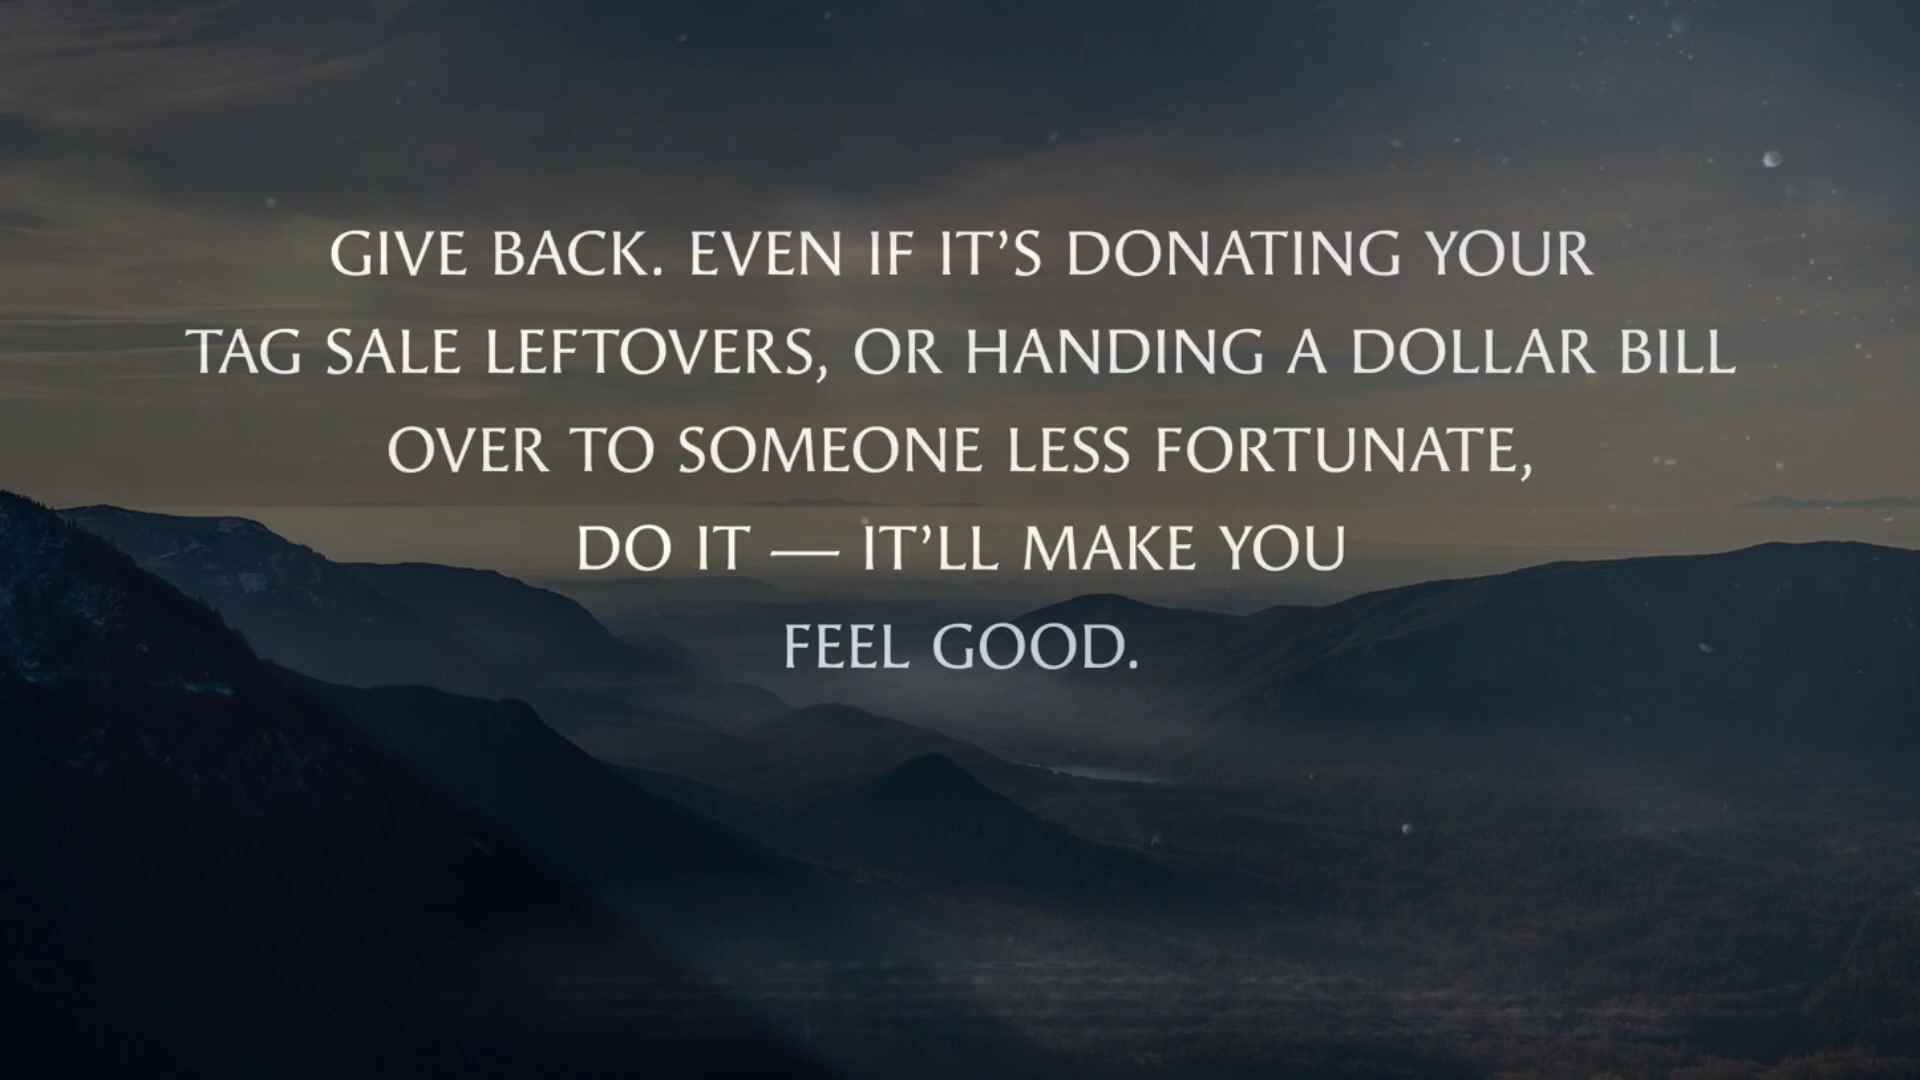 GIVE BACK. EVEN IF IT’S DONATING YOUR
TAG SALE LEFTOVERS, OR HANDING A DOLLAR BILL
OVER TO SOMEONE LESS FORTUNATE,
DO IT — IT’LL MAKE YOU
FEEL GOOD.